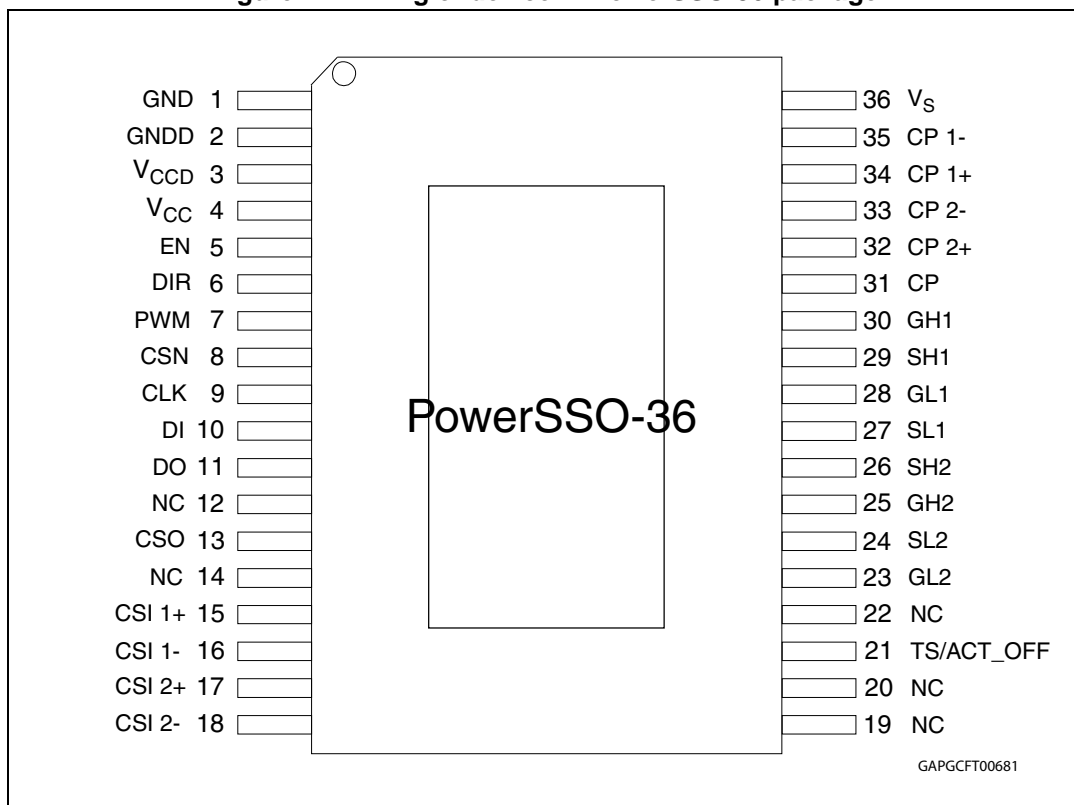 GND 1
GNDD 2
VCCD 3
VCC 4
EN 5
DIR 6
PWM 7
CSN 8
CLK 9
DI 10
DO 11
NC 12
CSO 13
NC 14
CSI 1+ 15
CSI 1- 16
CSI 2+ 17
CSI 2- 18
PowerSSO-36
36 VS
35 CP 1-
34 CP 1+
33 CP 2-
32 CP 2+
31 CP
30 GH1
29 SH1
28 GL1
27 SL1
26 SH2
25 GH2
24 SL2
23 GL2
22 NC
21 TS/ACT_OFF
20 NC
19 NC
GAPGCFT00681